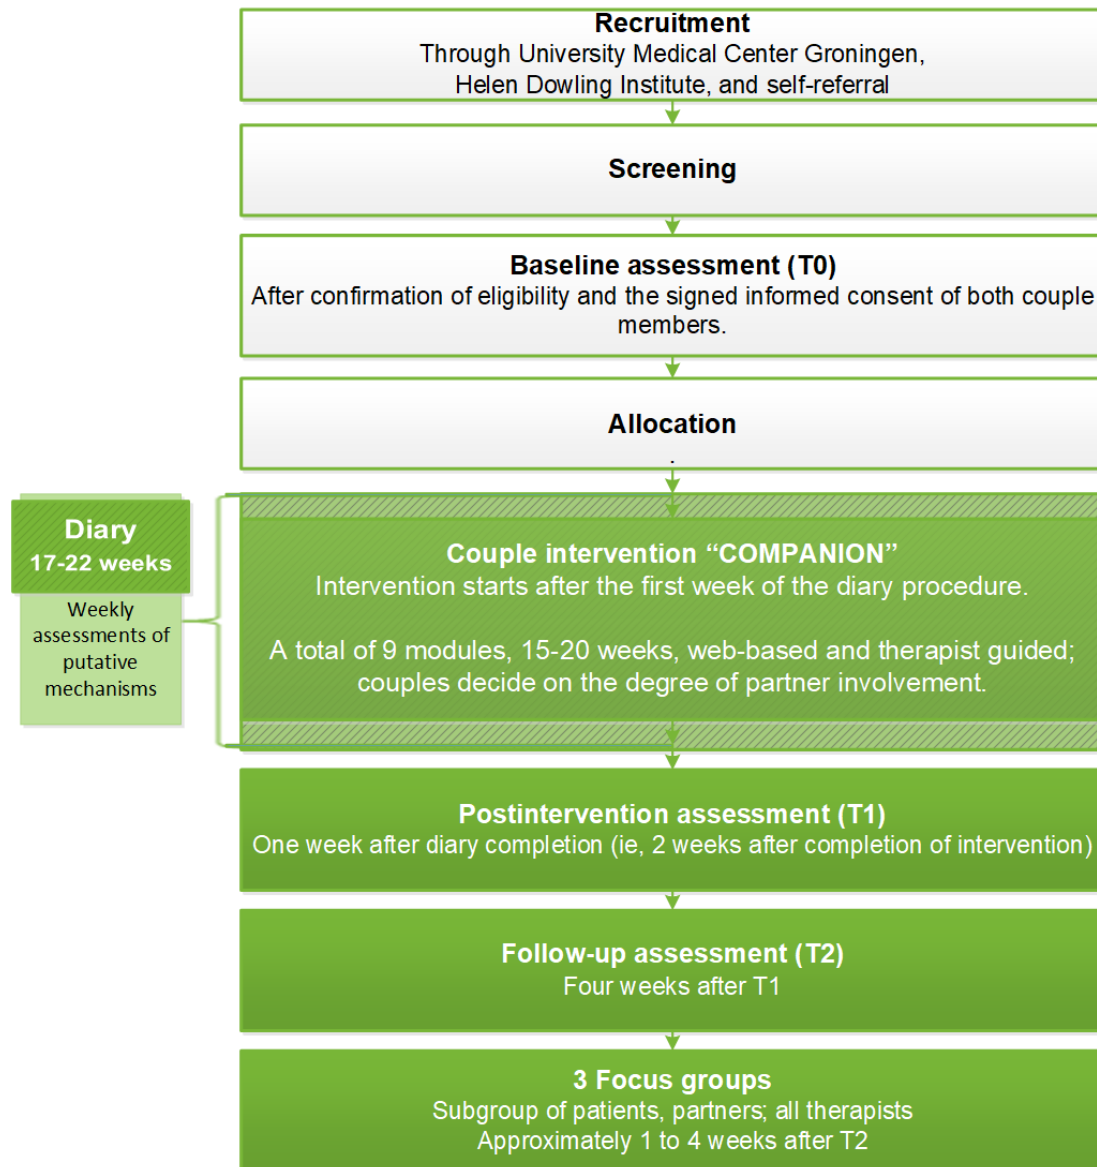 Recruitment
Through University Medical Center Groningen,
Helen Dowling Institute, and self-referral
Screening
Baseline assessment (T0)
After confirmation of eligibility and the signed informed consent of both couple
members.
Allocation
.
Diary
17-22 weeks
Weekly
assessments of
putative
mechanisms
Couple intervention “COMPANION”
Intervention starts after the first week of the diary procedure.
A total of 9 modules, 15-20 weeks, web-based and therapist guided;
couples decide on the degree of partner involvement.
Postintervention assessment (T1)
One week after diary completion (ie, 2 weeks after completion of intervention)
Follow-up assessment (T2)
Four weeks after T1
3 Focus groups
Subgroup of patients, partners; all therapists
Approximately 1 to 4 weeks after T2